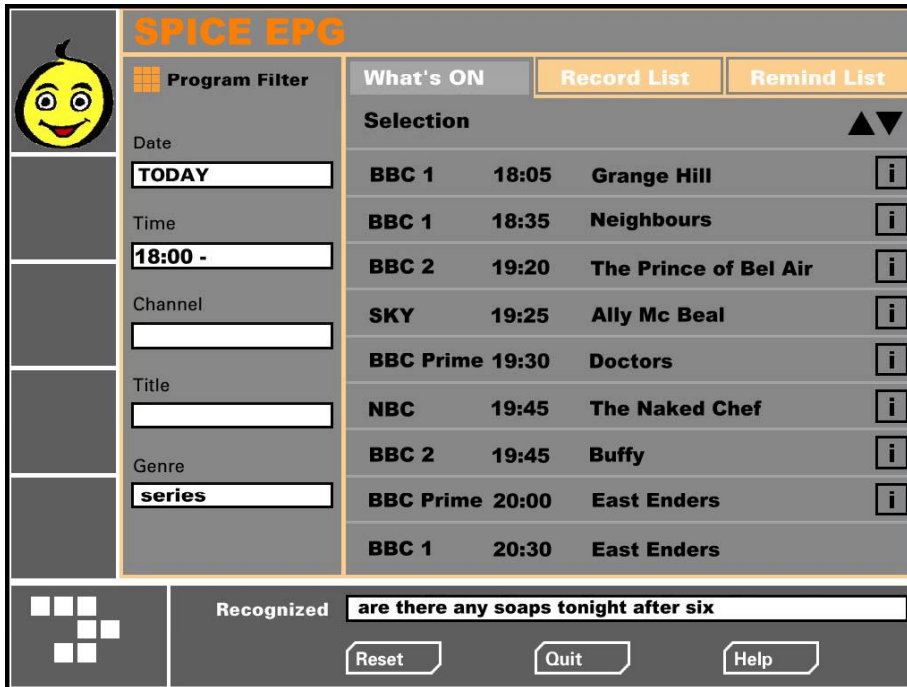 SPICE EPG
Program Filter
Date
TODAY
Time
18:00 -
Channel
Title
Genre
series
What's ON
Record List
Remind List
Selection
BBC 1 18:05 Grange Hill i
BBC 1 18:35 Neighbours i
BBC 2 19:20 The Prince of Bel Air i
SKY 19:25 Ally Mc Beal i
BBC Prime 19:30 Doctors i
NBC 19:45 The Naked Chef i
BBC 2 19:45 Buffy i
BBC Prime 20:00 East Enders i
BBC 1 20:30 East Enders
Recognized are there any soaps tonight after six
Reset Quit Help